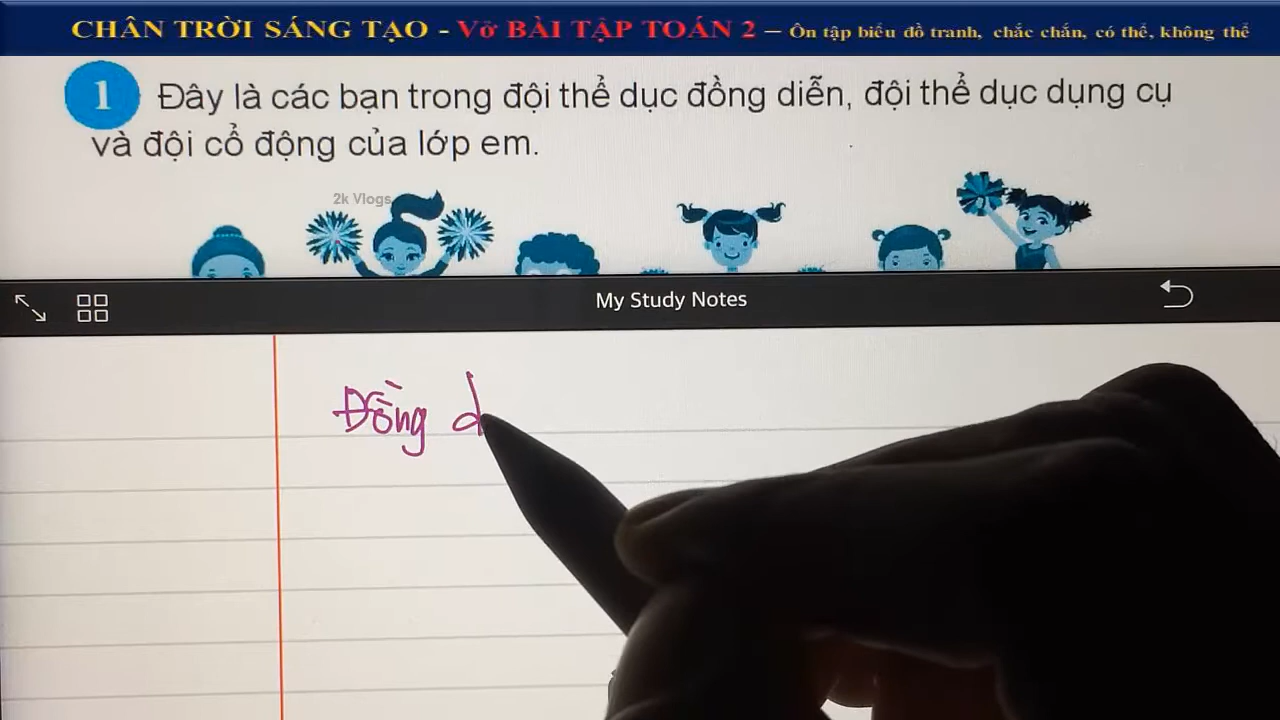 CHÂN TRỜI SÁNG TẠO - Vở BÀI TẬP TOÁN 2 – Ôn tập biểu đồ tranh, chắc chắn, có thể, không thể
1 Đây là các bạn trong đội thể dục đồng diễn, đội thể dục dụng cụ
và đội cổ động của lớp em.
2k Vlogs
My Study Notes
Đồng d